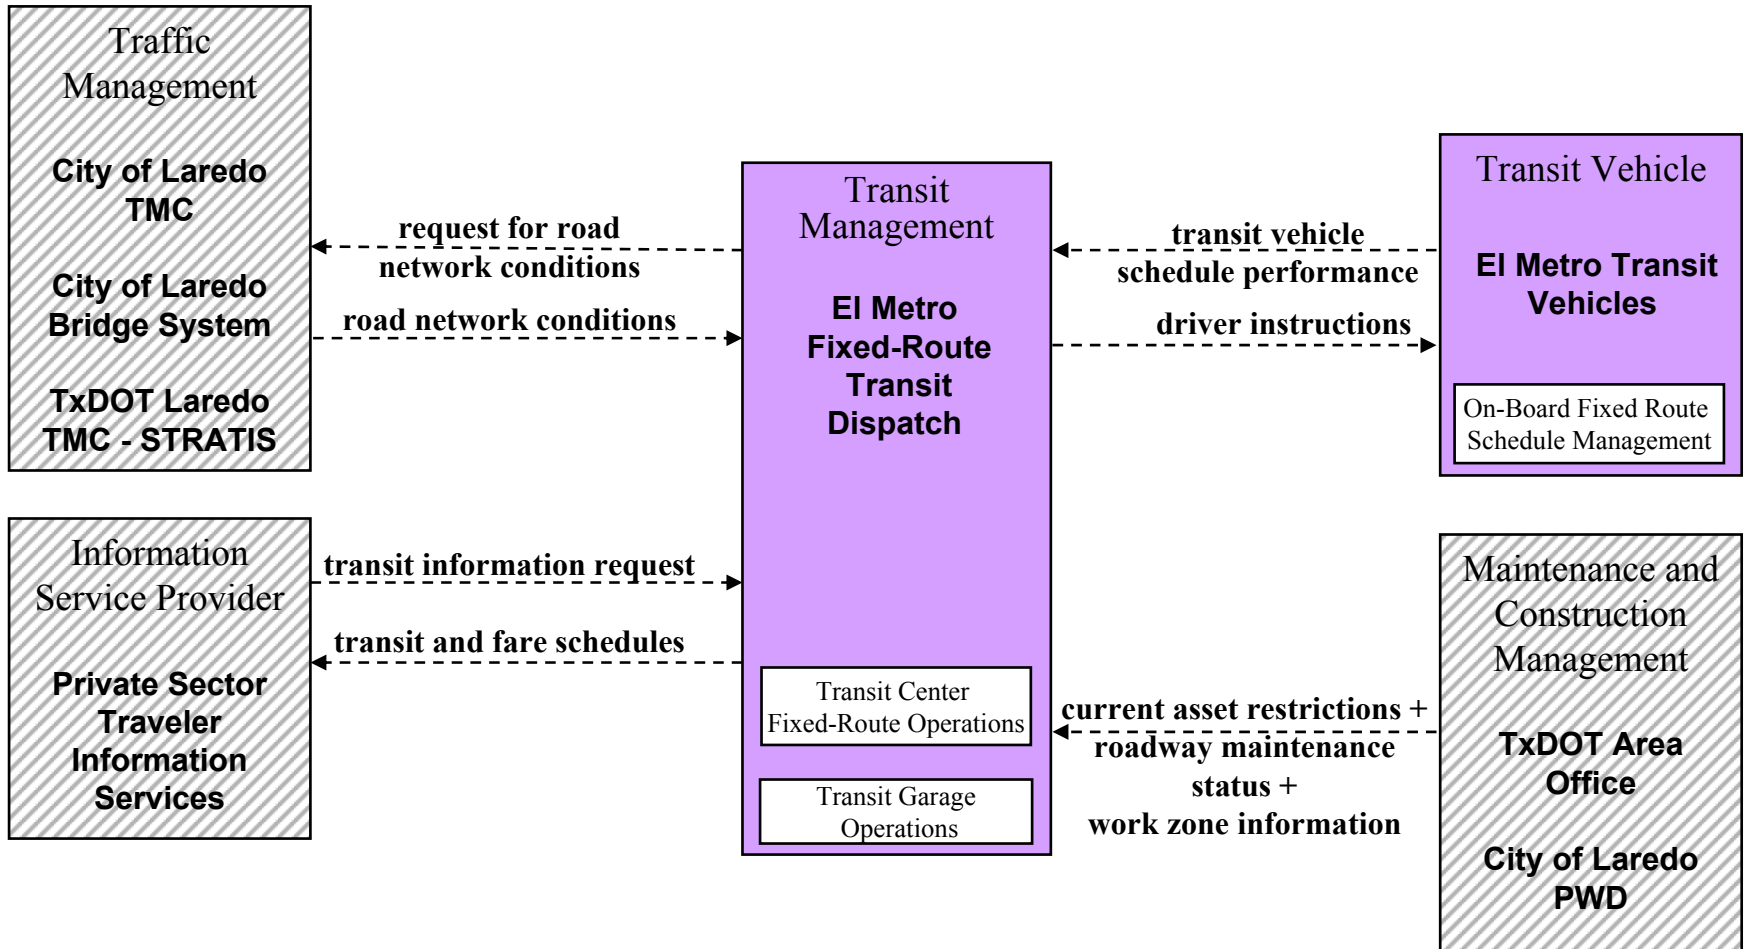 Traffic
Management
City of Laredo
TMC
City of Laredo
Bridge System
TxDOT Laredo
TMC - STRATIS
request for road
network conditions
road network conditions
Transit
Management
El Metro
Fixed-Route
Transit
Dispatch
transit vehicle
schedule performance
driver instructions
Transit Vehicle
El Metro Transit
Vehicles
On-Board Fixed Route
Schedule Management
Information
Service Provider
Private Sector
Traveler
Information
Services
transit information request
transit and fare schedules
Transit Center
Fixed-Route Operations
Transit Garage
Operations
current asset restrictions +
roadway maintenance
status +
work zone information
Maintenance and
Construction
Management
TxDOT Area
Office
City of Laredo
PWD